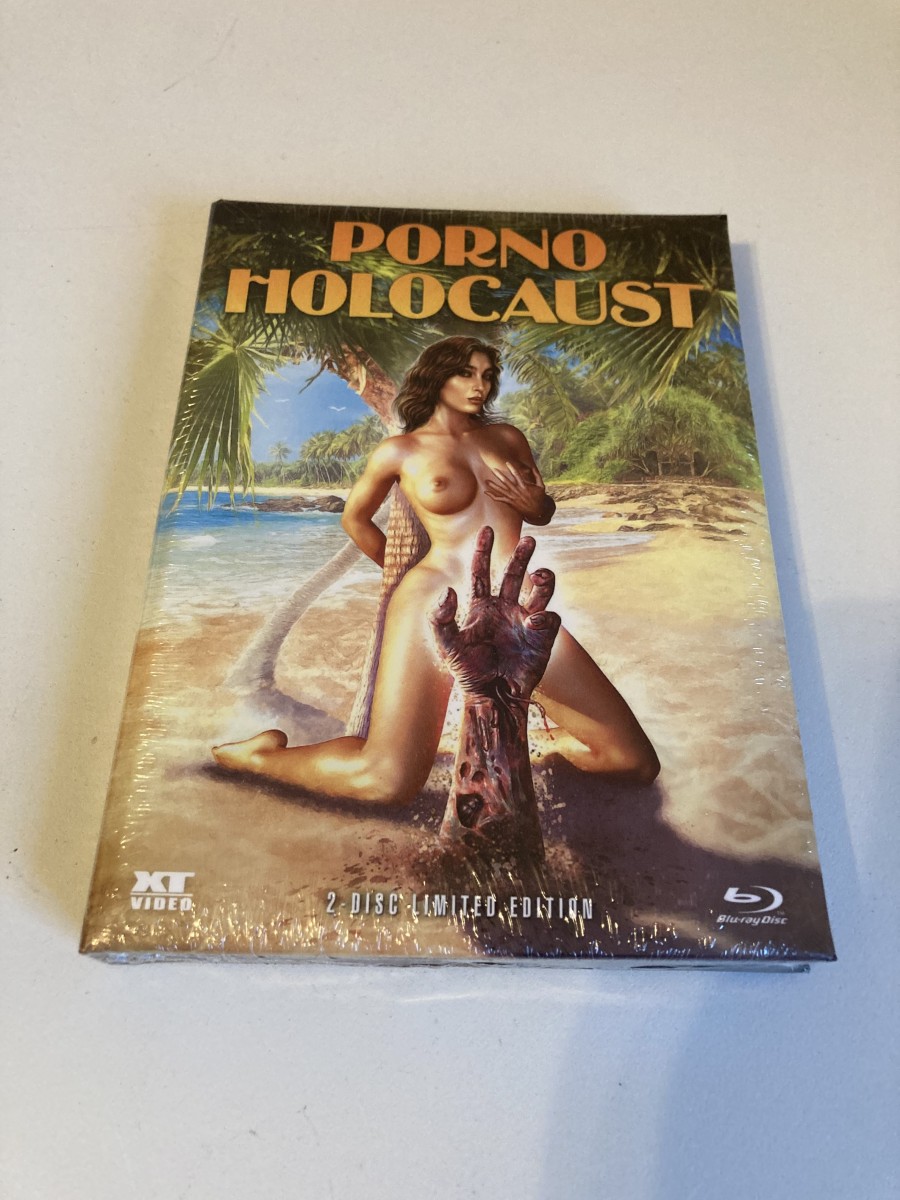 PORNO
HOLOCAUST
XT
VIDEO
2-DISC LIMITED EDITION
Blu-ray Disc